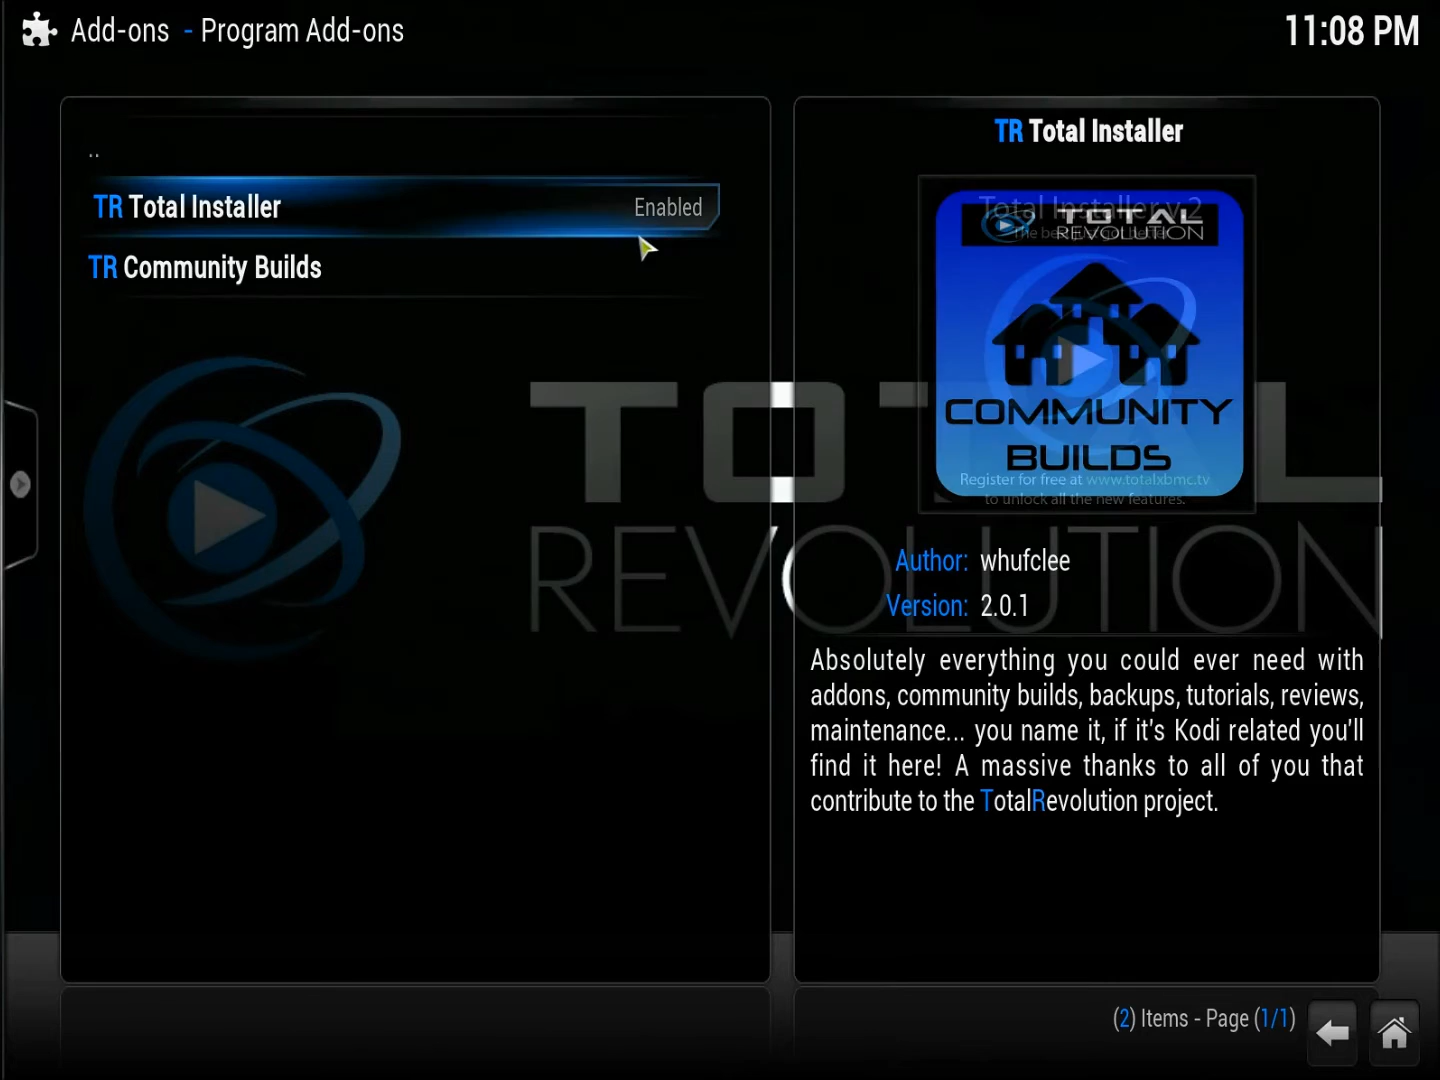 Add-ons - Program Add-ons
11:08 PM
..
TR Total Installer
Enabled
TR Community Builds
TOTAL
REVOLUTION
TR Total Installer
Total Installer v.2
TOTAL
REVOLUTION
COMMUNITY
BUILDS
Register for free at www.totalxbmc.tv
to unlock all the new features.
Author: whufclee
Version: 2.0.1
Absolutely everything you could ever need with
addons, community builds, backups, tutorials, reviews,
maintenance... you name it, if it's Kodi related you'll
find it here! A massive thanks to all of you that
contribute to the TotalRevolution project.
(2) Items - Page (1/1)